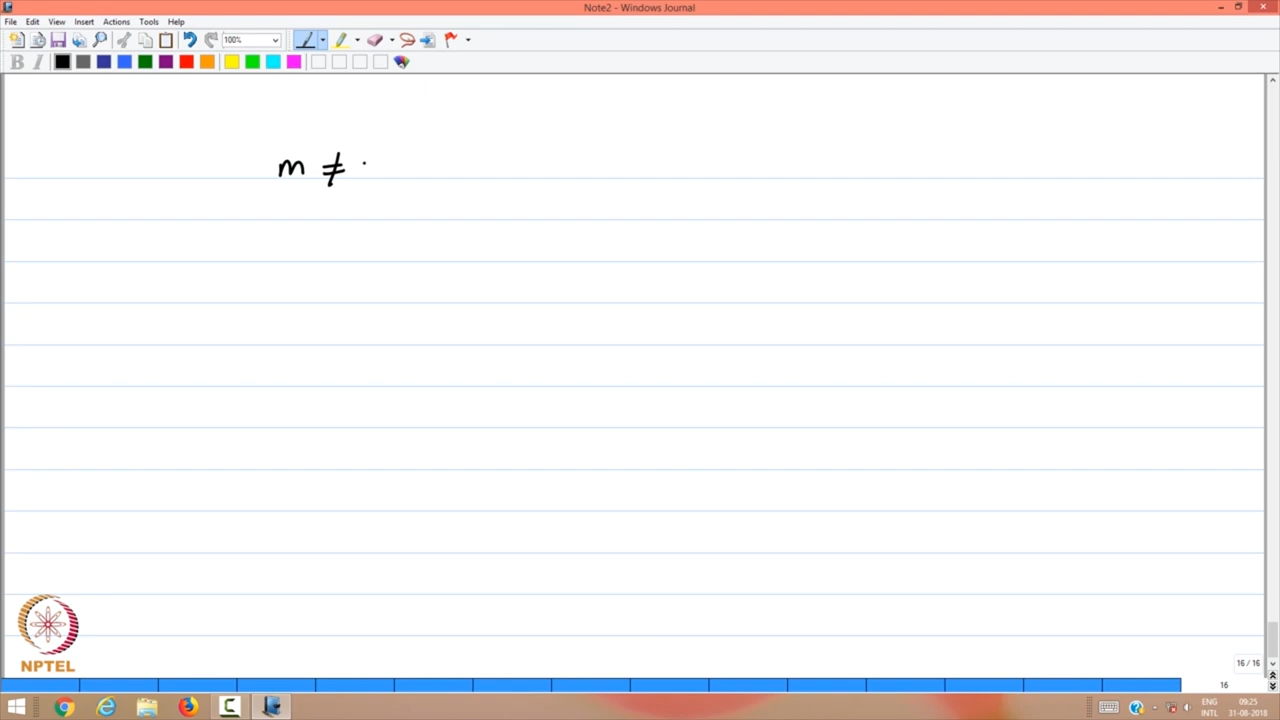 Note2 - Windows Journal
File Edit View Insert Actions Tools Help
100%
B I
m ≠
NPTEL
16 / 16
16
ENG 09:25
INTL 31-08-2018